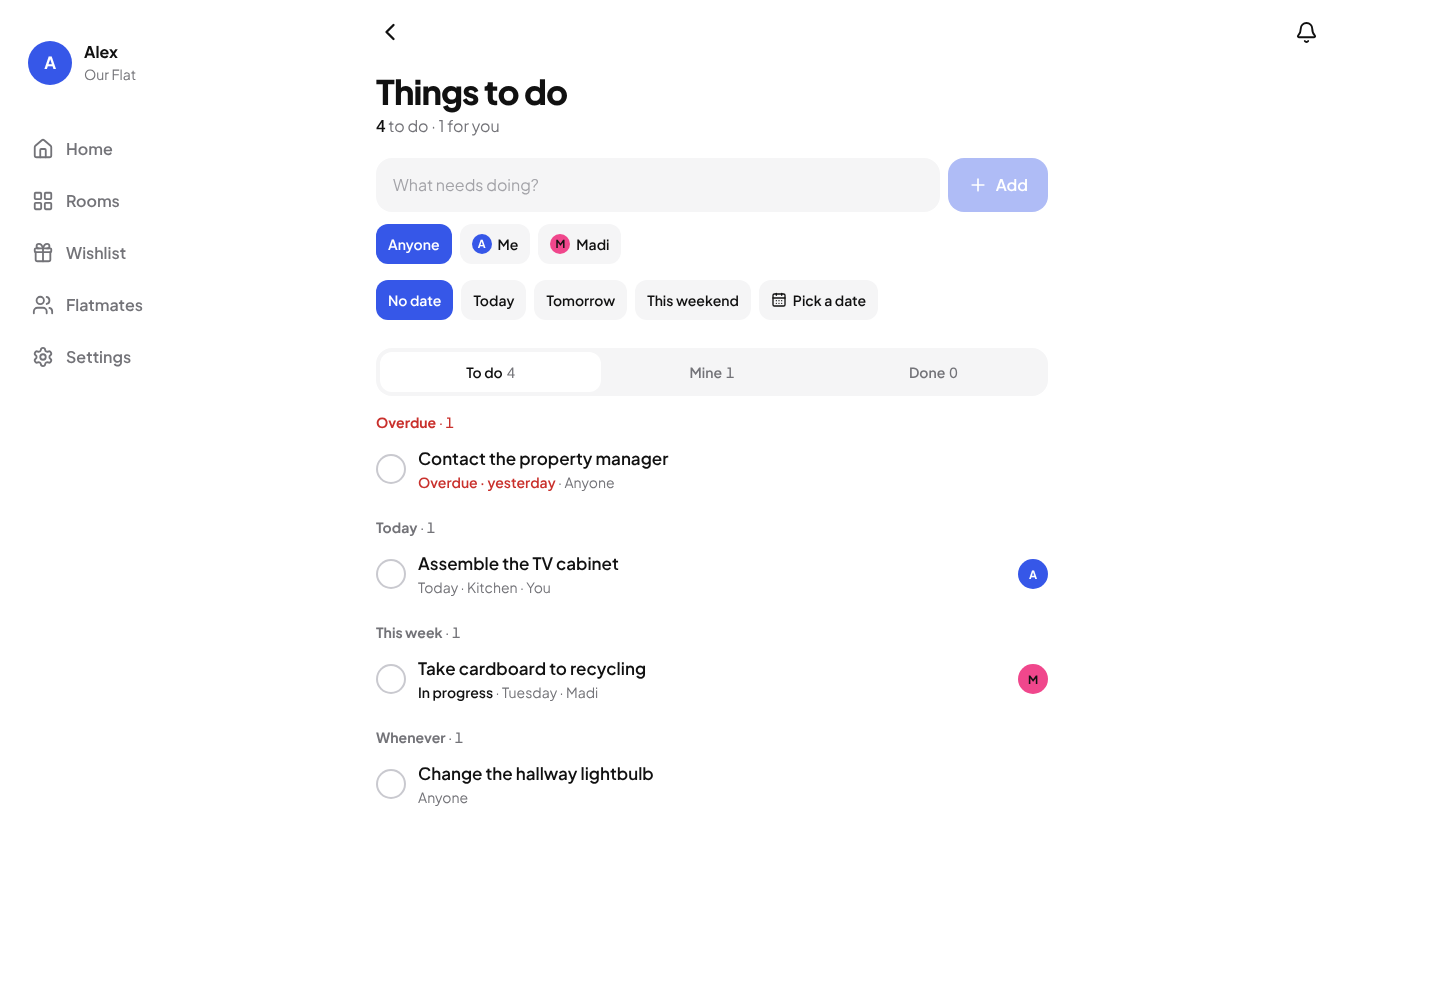 A
Alex
Our Flat
Home
Rooms
Wishlist
Flatmates
Settings
Things to do
4 to do · 1 for you
What needs doing?
Add
Anyone
A Me
M Madi
No date
Today
Tomorrow
This weekend
Pick a date
To do 4
Mine 1
Done 0
Overdue · 1
Contact the property manager
Overdue · yesterday · Anyone
Today · 1
Assemble the TV cabinet
Today · Kitchen · You
A
This week · 1
Take cardboard to recycling
In progress · Tuesday · Madi
M
Whenever · 1
Change the hallway lightbulb
Anyone